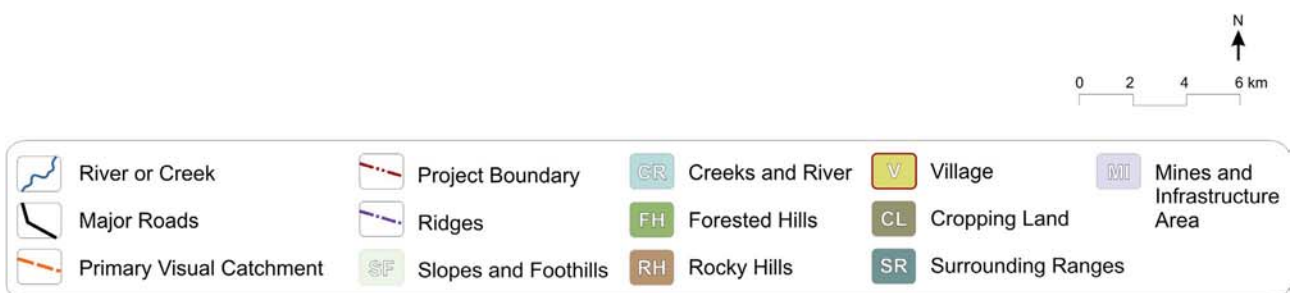 N
0 2 4 6 km
River or Creek
Project Boundary
CR Creeks and River
V Village
MI Mines and
Infrastructure
Area
Major Roads
Ridges
FH Forested Hills
CL Cropping Land
Primary Visual Catchment
SF Slopes and Foothills
RH Rocky Hills
SR Surrounding Ranges